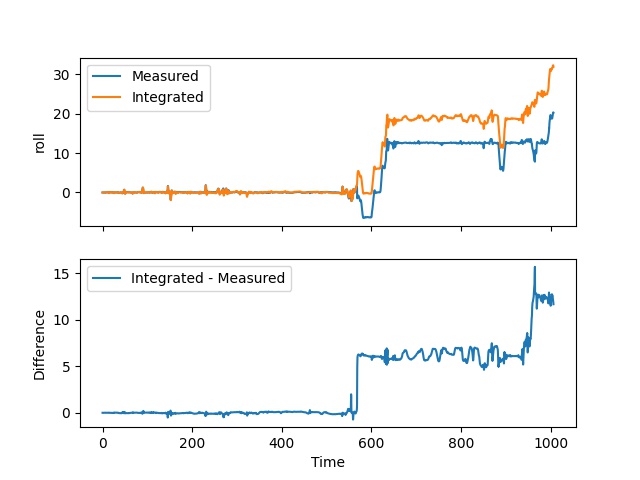 30
20
10
0
roll
Measured
Integrated
15
10
5
0
Difference
Integrated - Measured
0
200
400
600
800
1000
Time